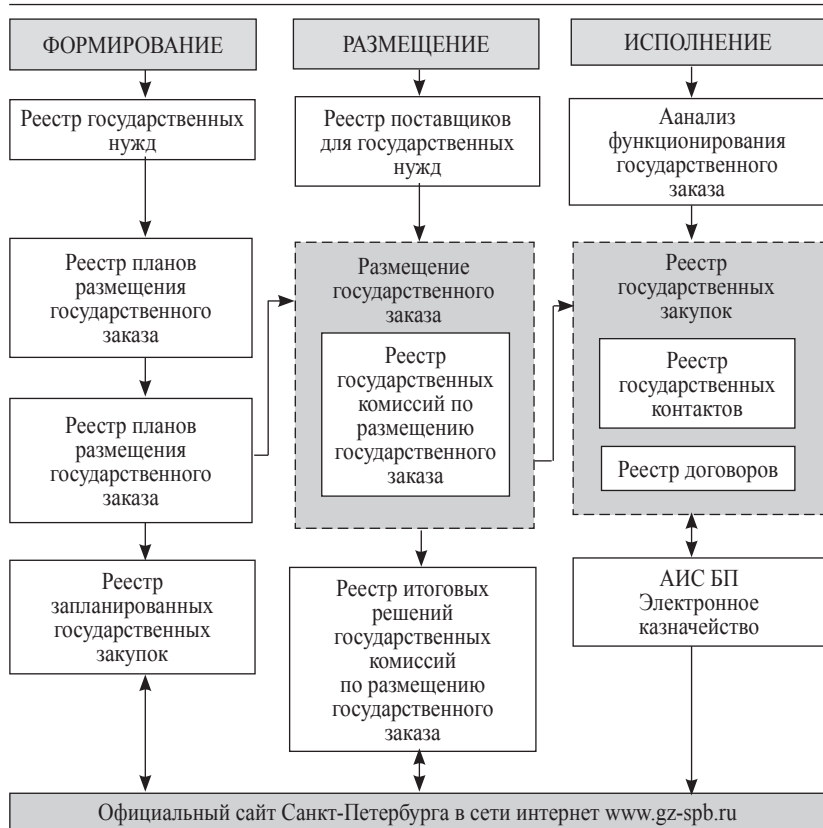 ФОРМИРОВАНИЕ
Реестр государственных
нужд
Реестр планов
размещения
государственного
заказа
Реестр планов
размещения
государственного
заказа
Реестр
запланированных
государственных
закупок
РАЗМЕЩЕНИЕ
Реестр поставщиков
для государственных
нужд
Размещение
государственного
заказа
Реестр
государственных
комиссий по
размещению
государственного
заказа
Реестр итоговых
решений
государственных
комиссий
по размещению
государственного
заказа
ИСПОЛНЕНИЕ
Аанализ
функционирования
государственного
заказа
Реестр
государственных
закупок
Реестр
государственных
контактов
Реестр договоров
АИС БП
Электронное
казначейство
Официальный сайт Санкт-Петербурга в сети интернет www.gz-spb.ru